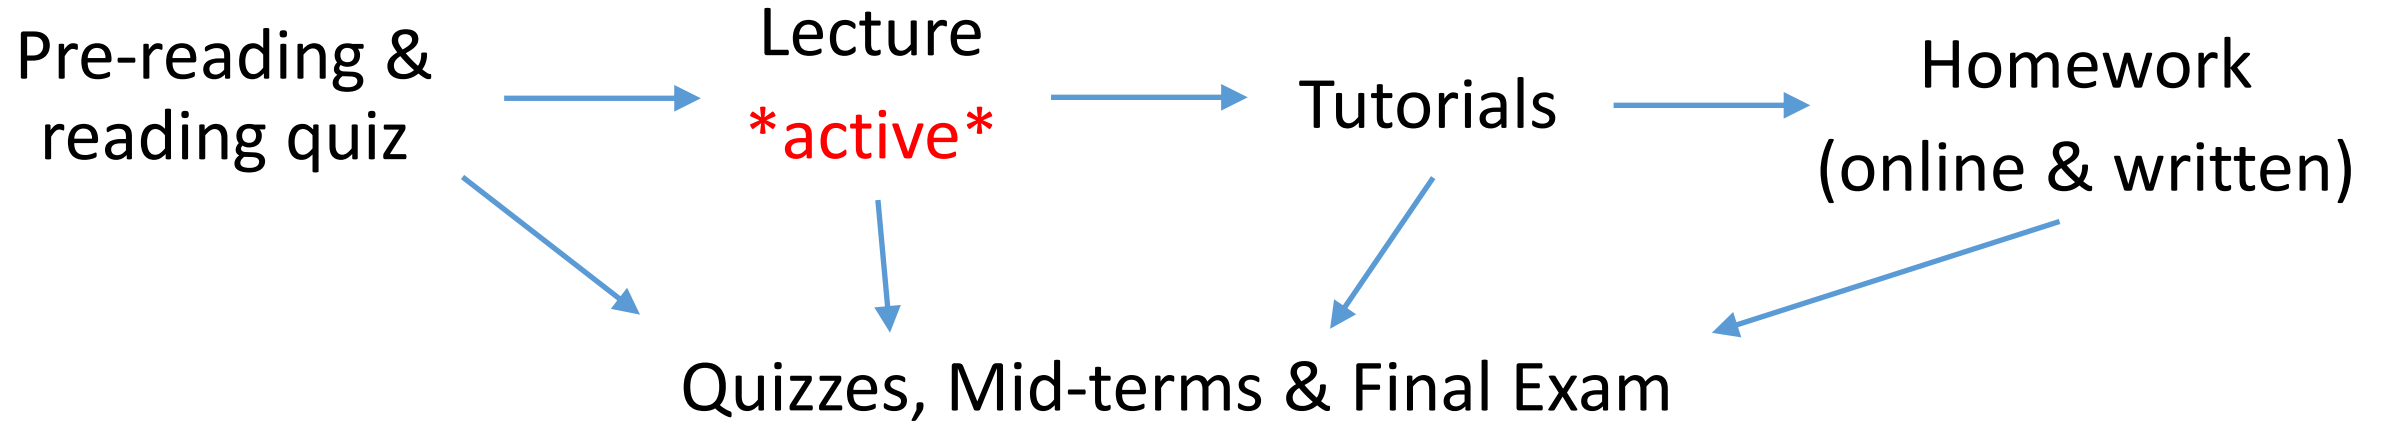 Pre-reading &
reading quiz
Lecture
*active*
Tutorials
Homework
(online & written)
Quizzes, Mid-terms & Final Exam